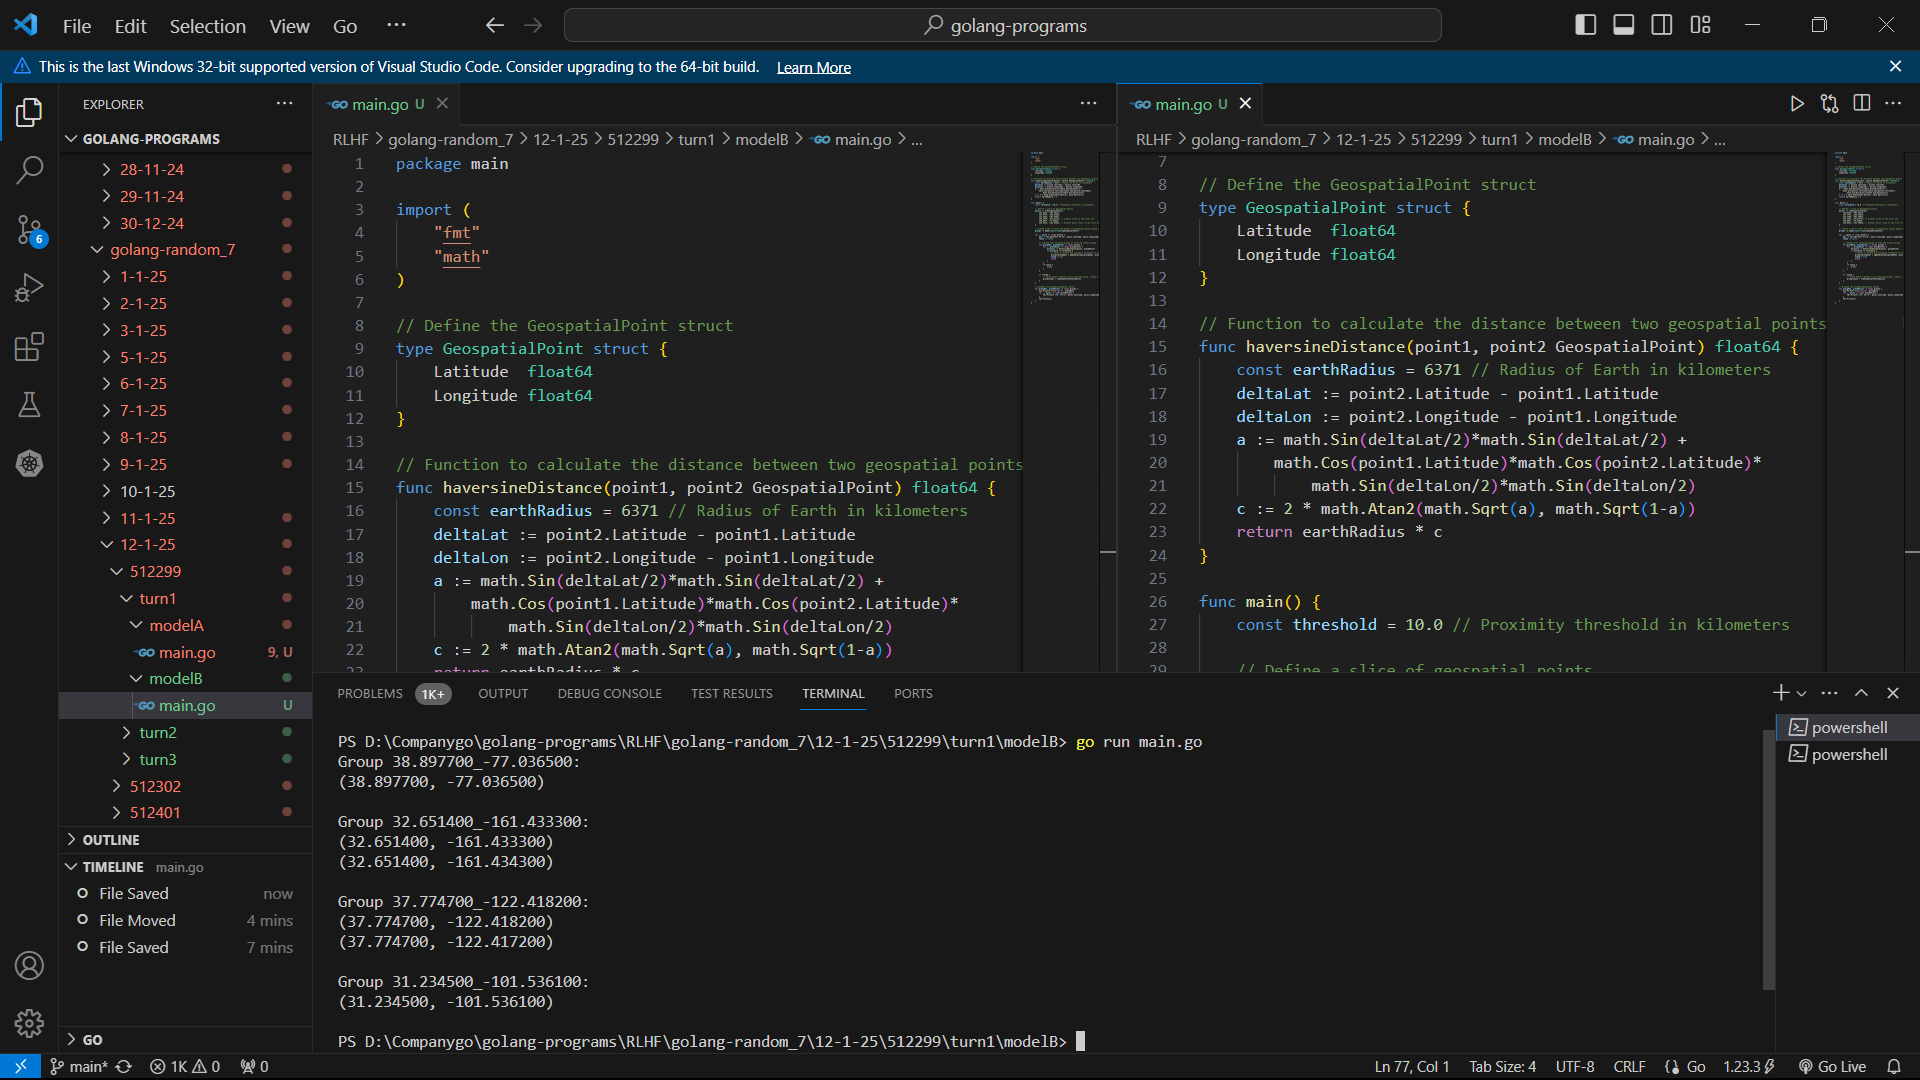 File Edit Selection View Go ··· golang-programs
This is the last Windows 32-bit supported version of Visual Studio Code. Consider upgrading to the 64-bit build. Learn More
EXPLORER
GOLANG-PROGRAMS
28-11-24
29-11-24
30-12-24
golang-random_7
1-1-25
2-1-25
3-1-25
5-1-25
6-1-25
7-1-25
8-1-25
9-1-25
10-1-25
11-1-25
12-1-25
512299
turn1
modelA
main.go 9, U
modelB
main.go U
turn2
turn3
512302
512401
OUTLINE
TIMELINE main.go
File Saved now
File Moved 4 mins
File Saved 7 mins
GO
6
main.go U
RLHF > golang-random_7 > 12-1-25 > 512299 > turn1 > modelB > main.go > ...
1 package main
2
3 import (
4 "fmt"
5 "math"
6 )
7
8 // Define the GeospatialPoint struct
9 type GeospatialPoint struct {
10 Latitude float64
11 Longitude float64
12 }
13
14 // Function to calculate the distance between two geospatial points
15 func haversineDistance(point1, point2 GeospatialPoint) float64 {
16 const earthRadius = 6371 // Radius of Earth in kilometers
17 deltaLat := point2.Latitude - point1.Latitude
18 deltaLon := point2.Longitude - point1.Longitude
19 a := math.Sin(deltaLat/2)*math.Sin(deltaLat/2) +
20 math.Cos(point1.Latitude)*math.Cos(point2.Latitude)*
21 math.Sin(deltaLon/2)*math.Sin(deltaLon/2)
22 c := 2 * math.Atan2(math.Sqrt(a), math.Sqrt(1-a))
23 return earthRadius * c
main.go U
RLHF > golang-random_7 > 12-1-25 > 512299 > turn1 > modelB > main.go > ...
7
8 // Define the GeospatialPoint struct
9 type GeospatialPoint struct {
10 Latitude float64
11 Longitude float64
12 }
13
14 // Function to calculate the distance between two geospatial points
15 func haversineDistance(point1, point2 GeospatialPoint) float64 {
16 const earthRadius = 6371 // Radius of Earth in kilometers
17 deltaLat := point2.Latitude - point1.Latitude
18 deltaLon := point2.Longitude - point1.Longitude
19 a := math.Sin(deltaLat/2)*math.Sin(deltaLat/2) +
20 math.Cos(point1.Latitude)*math.Cos(point2.Latitude)*
21 math.Sin(deltaLon/2)*math.Sin(deltaLon/2)
22 c := 2 * math.Atan2(math.Sqrt(a), math.Sqrt(1-a))
23 return earthRadius * c
24 }
25
26 func main() {
27 const threshold = 10.0 // Proximity threshold in kilometers
28
29 // Define a slice of geospatial points
PROBLEMS 1K+ OUTPUT DEBUG CONSOLE TEST RESULTS TERMINAL PORTS
powershell
powershell
PS D:\Companygo\golang-programs\RLHF\golang-random_7\12-1-25\512299\turn1\modelB> go run main.go
Group 38.897700_-77.036500:
(38.897700, -77.036500)
Group 32.651400_-161.433300:
(32.651400, -161.433300)
(32.651400, -161.434300)
Group 37.774700_-122.418200:
(37.774700, -122.418200)
(37.774700, -122.417200)
Group 31.234500_-101.536100:
(31.234500, -101.536100)
PS D:\Companygo\golang-programs\RLHF\golang-random_7\12-1-25\512299\turn1\modelB>
main* 1K 0 0 Ln 77, Col 1 Tab Size: 4 UTF-8 CRLF Go 1.23.3 Go Live